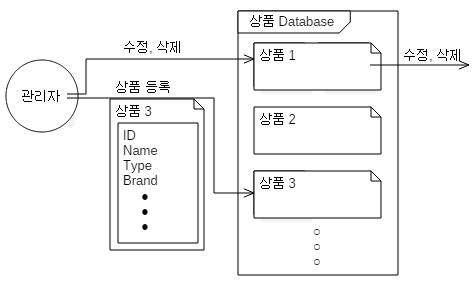 상품 Database
수정, 삭제
상품 1
수정, 삭제
관리자
상품 등록
상품 3
ID
Name
Type
Brand
상품 2
상품 3